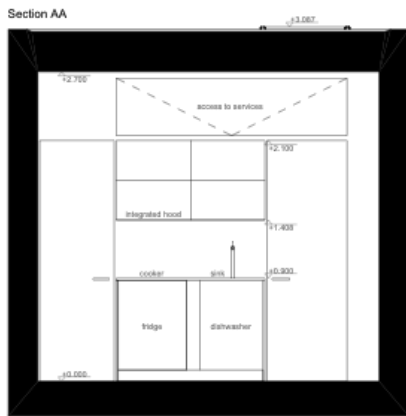 Section AA
+3.067
+2.700
access to services
+2.100
integrated hood
+1.408
cooker
sink
+0.900
fridge
dishwasher
+0.000